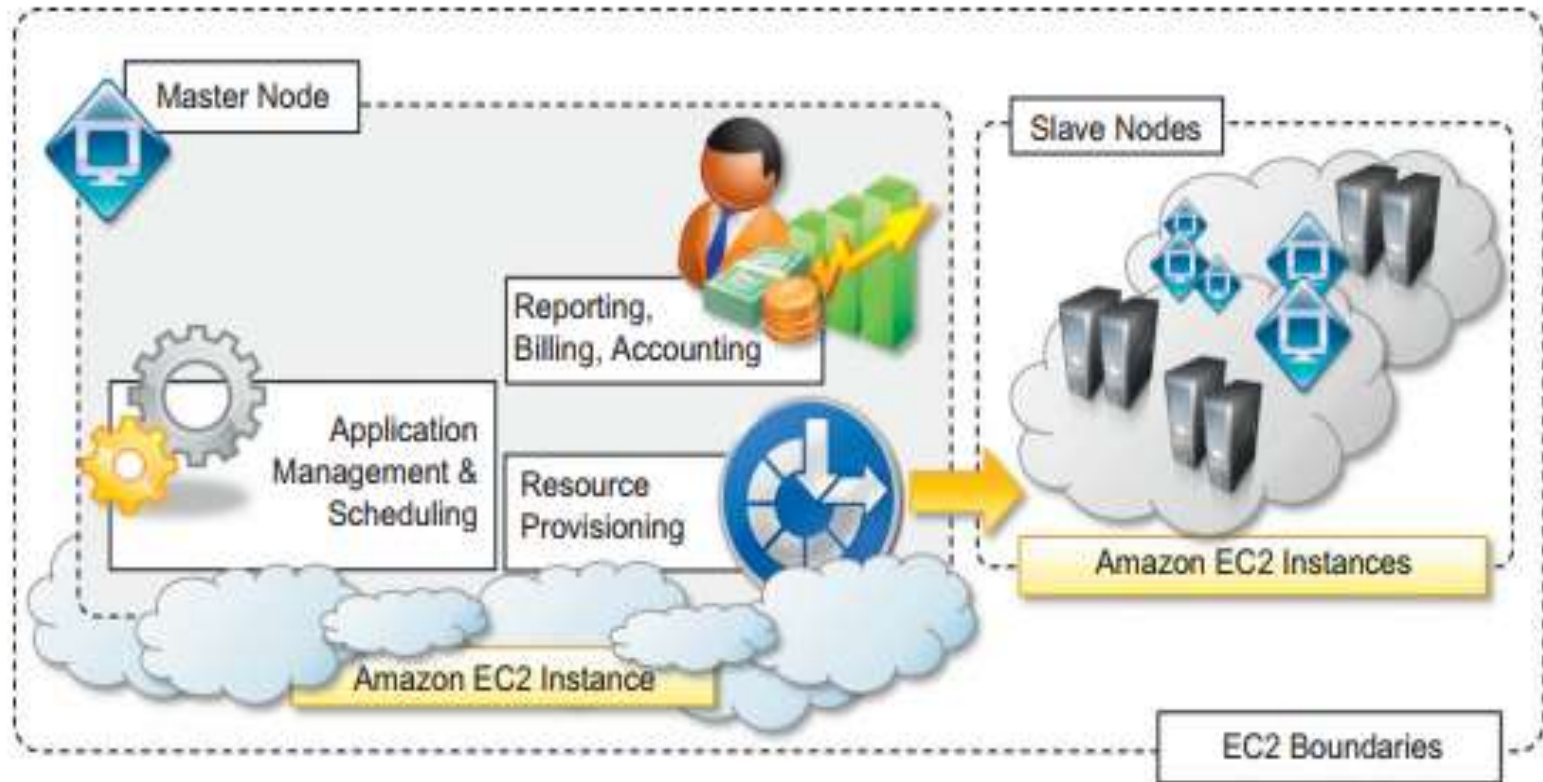 Master Node
Slave Nodes
Reporting,
Billing, Accounting
Application
Management &
Scheduling
Resource
Provisioning
Amazon EC2 Instances
Amazon EC2 Instance
EC2 Boundaries